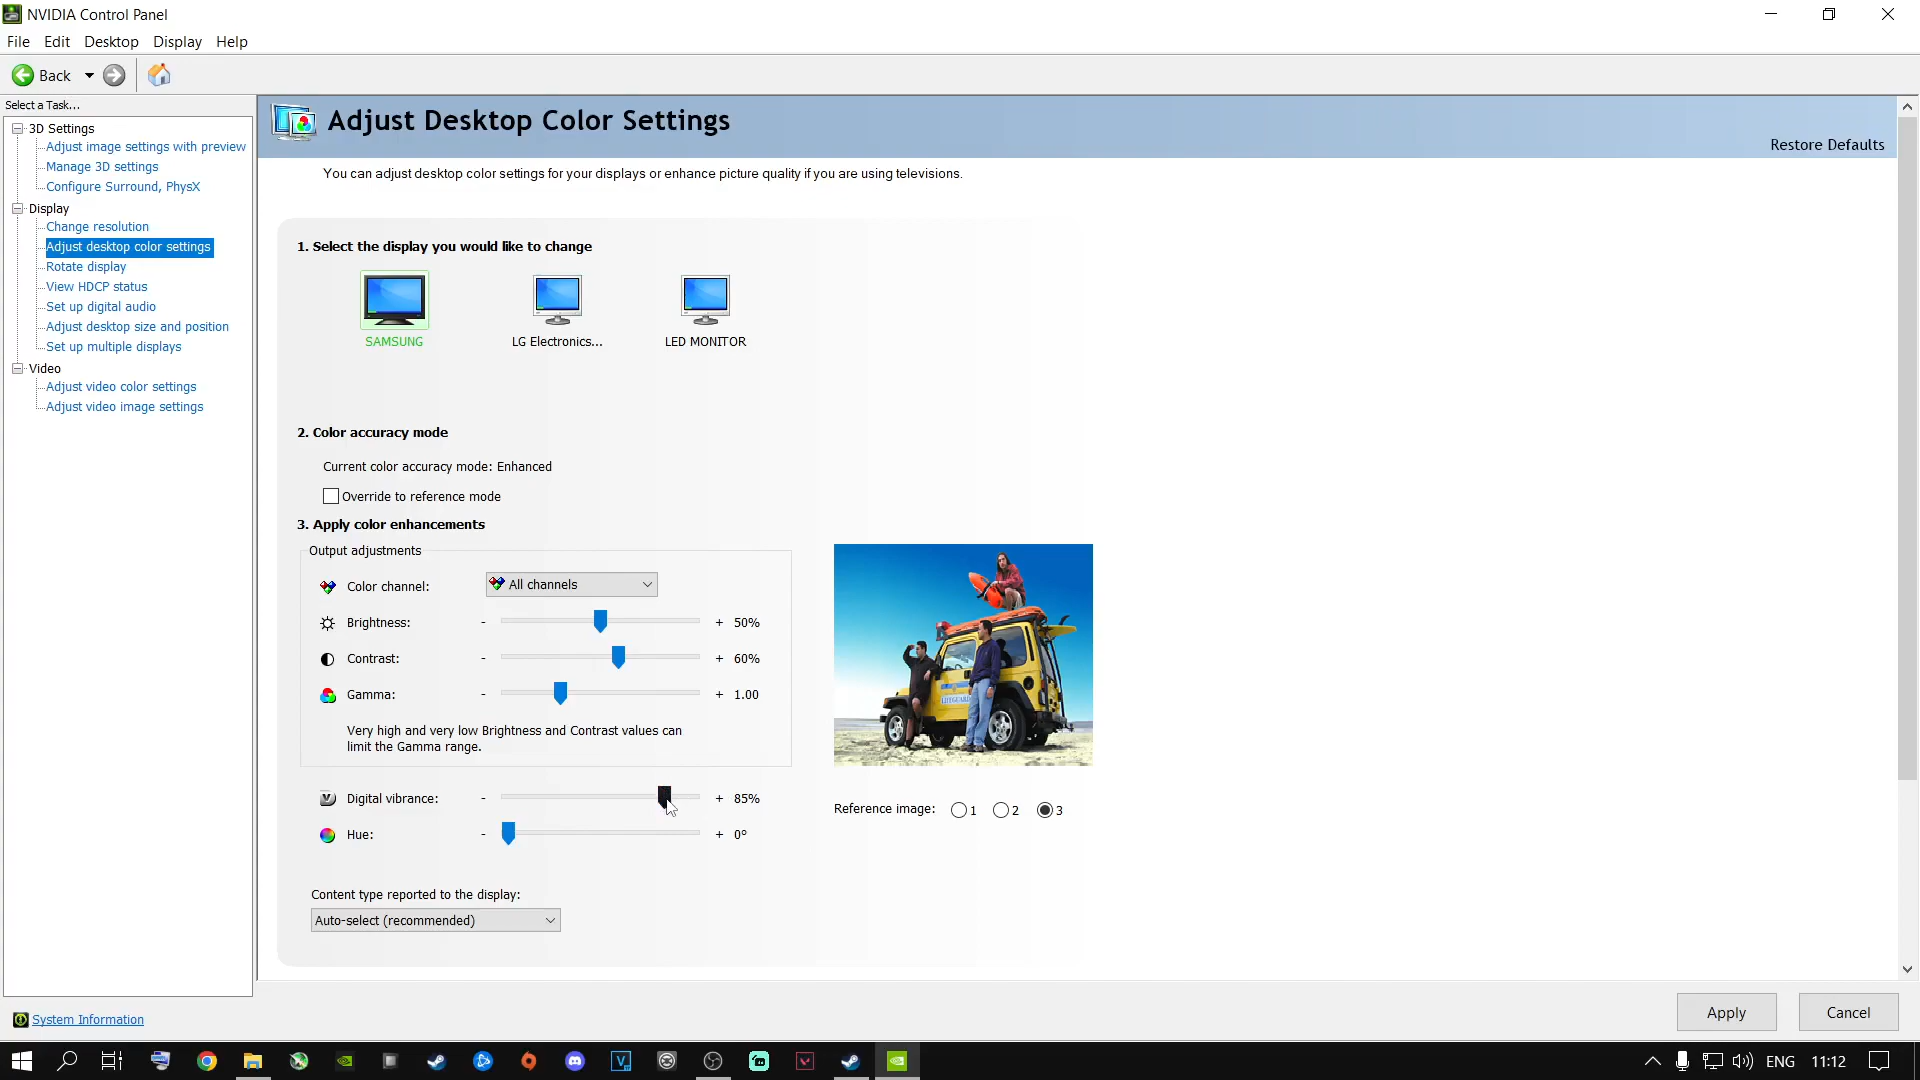 NVIDIA Control Panel
File Edit Desktop Display Help
Back
Select a Task...
3D Settings
Adjust image settings with preview
Manage 3D settings
Configure Surround, PhysX
Display
Change resolution
Adjust desktop color settings
Rotate display
View HDCP status
Set up digital audio
Adjust desktop size and position
Set up multiple displays
Video
Adjust video color settings
Adjust video image settings
System Information
Adjust Desktop Color Settings
Restore Defaults
You can adjust desktop color settings for your displays or enhance picture quality if you are using televisions.
1. Select the display you would like to change
SAMSUNG LG Electronics... LED MONITOR
2. Color accuracy mode
Current color accuracy mode: Enhanced
Override to reference mode
3. Apply color enhancements
Output adjustments
Color channel: All channels
Brightness: - + 50%
Contrast: - + 60%
Gamma: - + 1.00
Very high and very low Brightness and Contrast values can
limit the Gamma range.
Digital vibrance: - + 85%
Hue: - + 0°
LIFEGUARD
Reference image: 1 2 3
Content type reported to the display:
Auto-select (recommended)
Apply Cancel
ENG 11:12